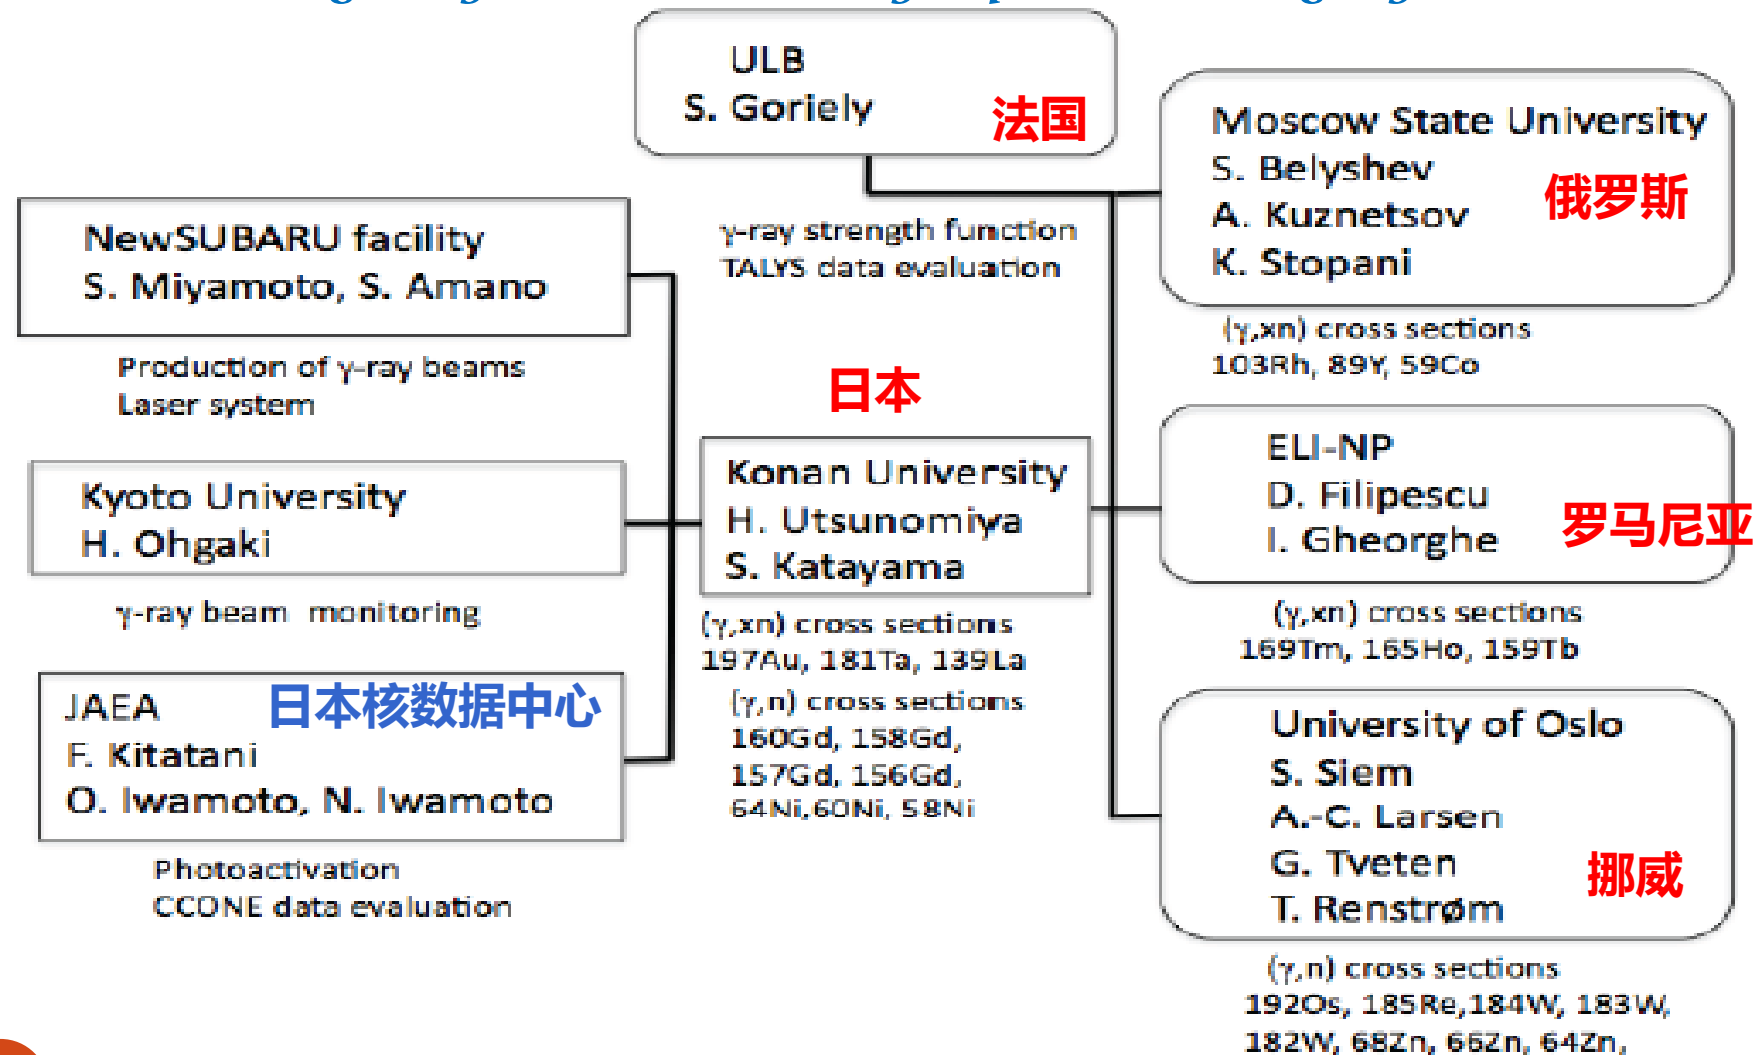 ULB
S. Goriely
法国
γ-ray strength function
TALYS data evaluation
NewSUBARU facility
S. Miyamoto, S. Amano
Production of γ-ray beams
Laser system
Kyoto University
H. Ohgaki
γ-ray beam monitoring
JAEA
日本核数据中心
F. Kitatani
O. Iwamoto, N. Iwamoto
Photoactivation
CCONE data evaluation
日本
Konan University
H. Utsunomiya
S. Katayama
(γ,xn) cross sections
197Au, 181Ta, 139La
(γ,n) cross sections
160Gd, 158Gd,
157Gd, 156Gd,
64Ni,60Ni, 58Ni
Moscow State University
S. Belyshev
A. Kuznetsov
K. Stopani
俄罗斯
(γ,xn) cross sections
103Rh, 89Y, 59Co
ELI-NP
D. Filipescu
I. Gheorghe
罗马尼亚
(γ,xn) cross sections
169Tm, 165Ho, 159Tb
University of Oslo
S. Siem
A.-C. Larsen
G. Tveten
T. Renstrøm
挪威
(γ,n) cross sections
192Os, 185Re,184W, 183W,
182W, 68Zn, 66Zn, 64Zn,